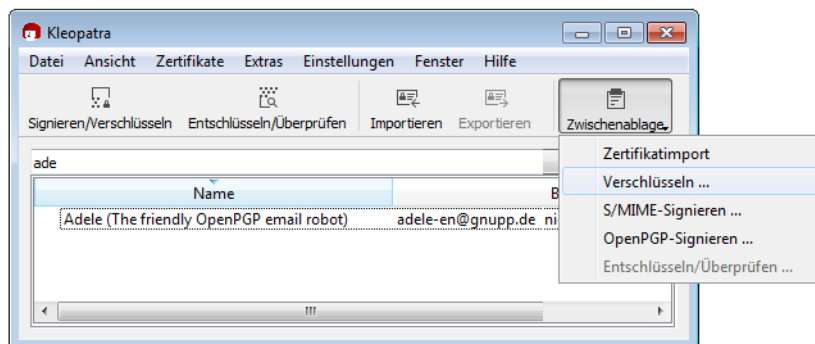 Kleopatra
Datei Ansicht Zertifikate Extras Einstellungen Fenster Hilfe
Signieren/Verschlüsseln Entschlüsseln/Überprüfen Importieren Exportieren Zwischenablage
ade
Name B
Adele (The friendly OpenPGP email robot) adele-en@gnupp.de ni
Zertifikatimport
Verschlüsseln ...
S/MIME-Signieren ...
OpenPGP-Signieren ...
Entschlüsseln/Überprüfen ...